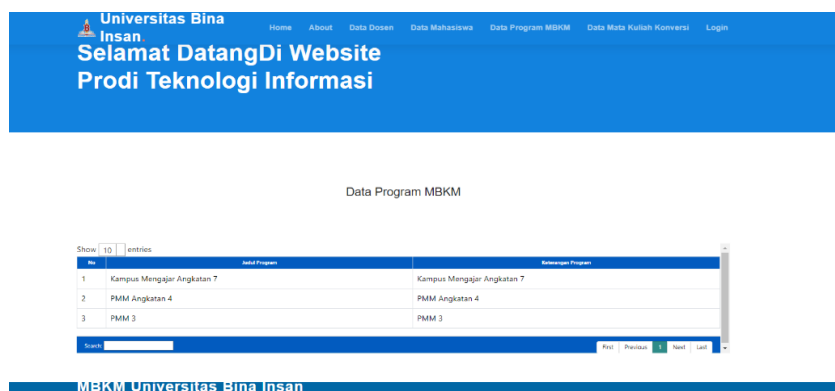 Universitas Bina Insan.
Home About Data Dosen Data Mahasiswa Data Program MBKM Data Mata Kuliah Konversi Login
Selamat DatangDi Website
Prodi Teknologi Informasi
Data Program MBKM
Show 10 entries
No Judul Program Keterangan Program
1 Kampus Mengajar Angkatan 7 Kampus Mengajar Angkatan 7
2 PMM Angkatan 4 PMM Angkatan 4
3 PMM 3 PMM 3
Search: First Previous 1 Next Last
MBKM Universitas Bina Insan